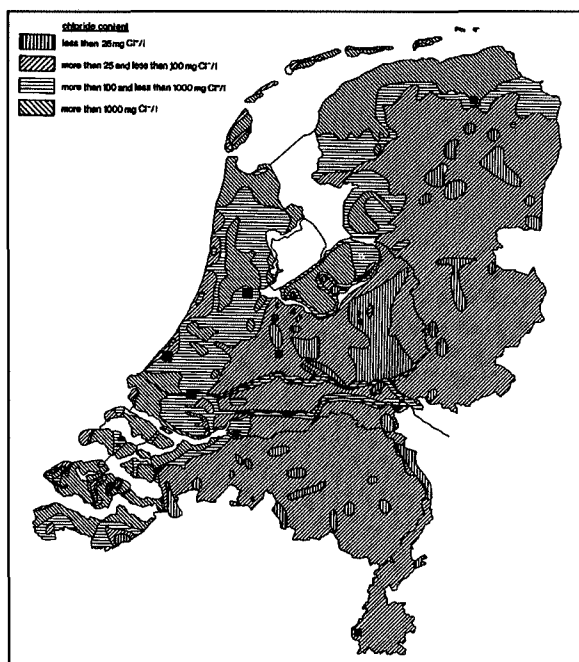 chloride content
less than 25 mg Cl⁻/l
more than 25 and less than 100 mg Cl⁻/l
more than 100 and less than 1000 mg Cl⁻/l
more than 1000 mg Cl⁻/l